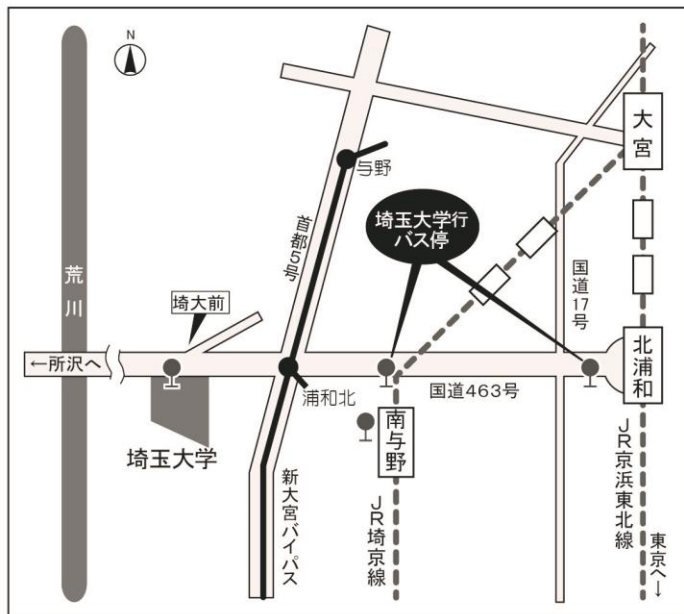 N
大宮
与野
埼玉大学行
バス停
首都5号
国道17号
荒川
埼大前
←所沢へ
北浦和
浦和北
国道463号
埼玉大学
南与野
新大宮バイパス
JR埼京線
JR京浜東北線
東京へ→